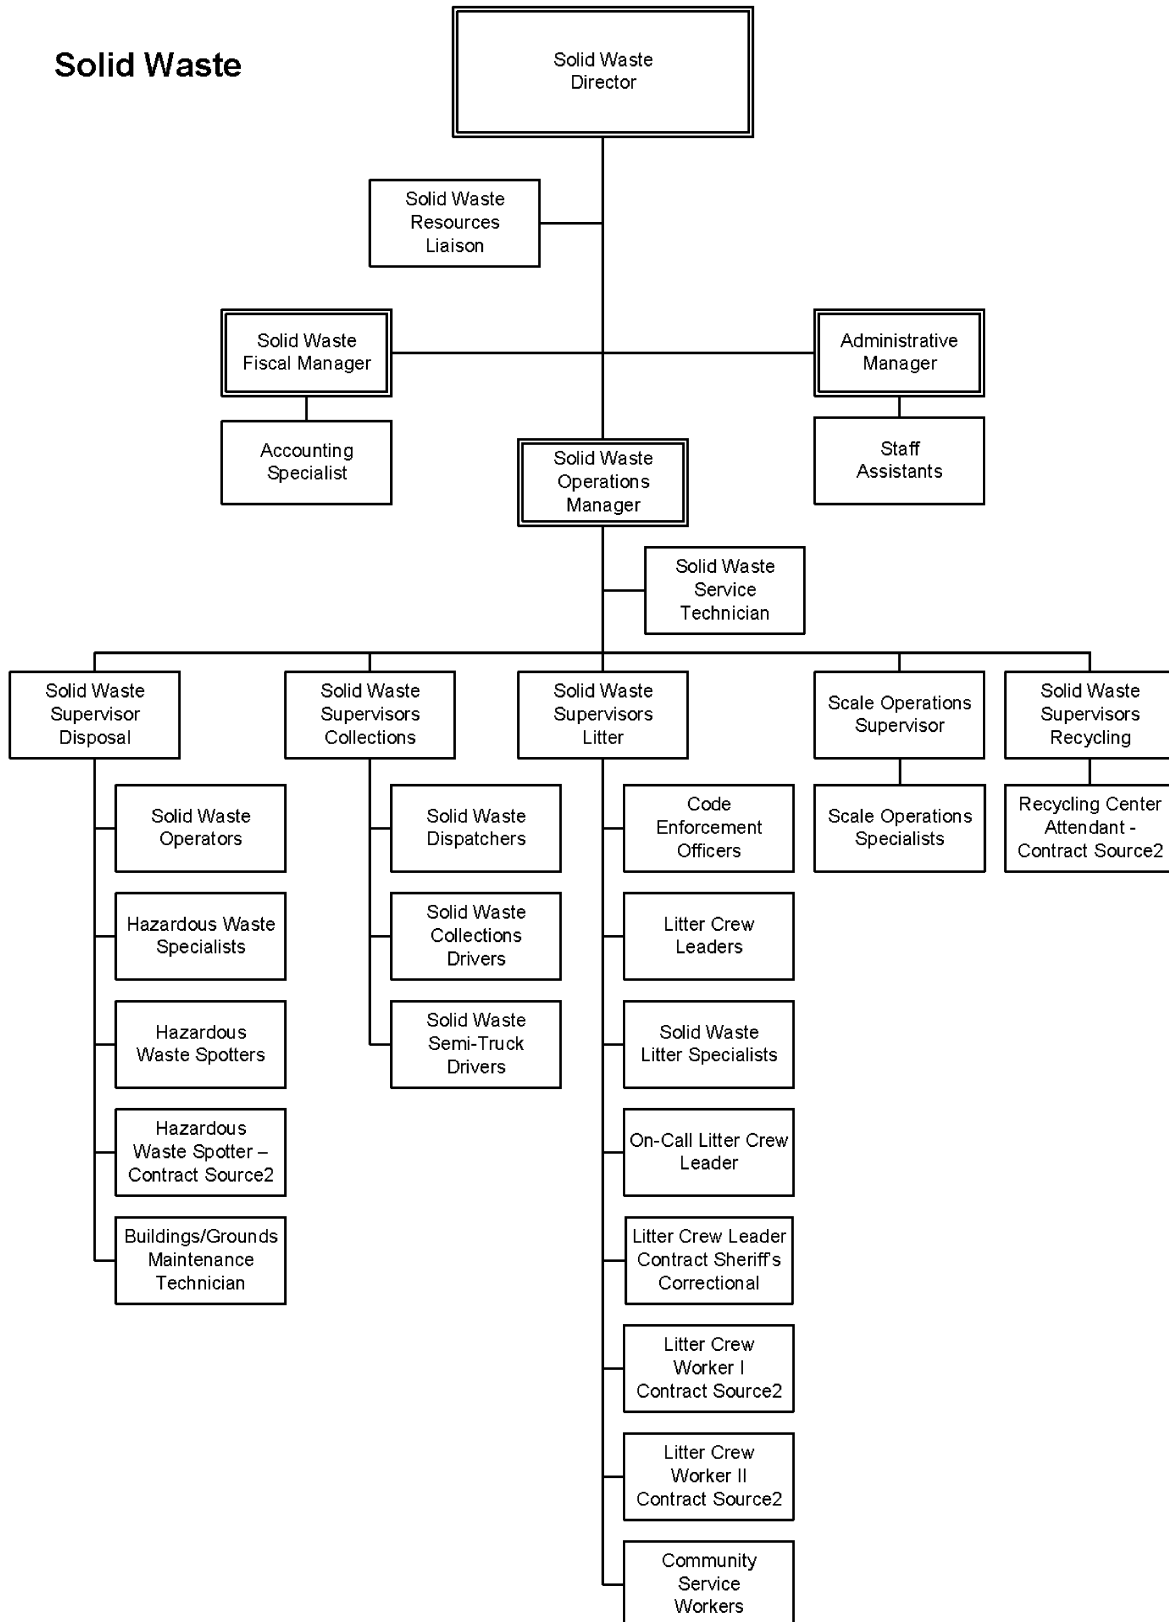 Solid Waste
Solid Waste
Director
Solid Waste
Resources
Liaison
Solid Waste
Fiscal Manager
Administrative
Manager
Accounting
Specialist
Solid Waste
Operations
Manager
Staff
Assistants
Solid Waste
Service
Technician
Solid Waste
Supervisor
Disposal
Solid Waste
Supervisors
Collections
Solid Waste
Supervisors
Litter
Scale Operations
Supervisor
Solid Waste
Supervisors
Recycling
Solid Waste
Operators
Solid Waste
Dispatchers
Code
Enforcement
Officers
Scale Operations
Specialists
Recycling Center
Attendant -
Contract Source2
Hazardous Waste
Specialists
Solid Waste
Collections
Drivers
Litter Crew
Leaders
Hazardous
Waste Spotters
Solid Waste
Semi-Truck
Drivers
Solid Waste
Litter Specialists
Hazardous
Waste Spotter –
Contract Source2
On-Call Litter Crew
Leader
Buildings/Grounds
Maintenance
Technician
Litter Crew Leader
Contract Sheriff's
Correctional
Litter Crew
Worker I
Contract Source2
Litter Crew
Worker II
Contract Source2
Community
Service
Workers